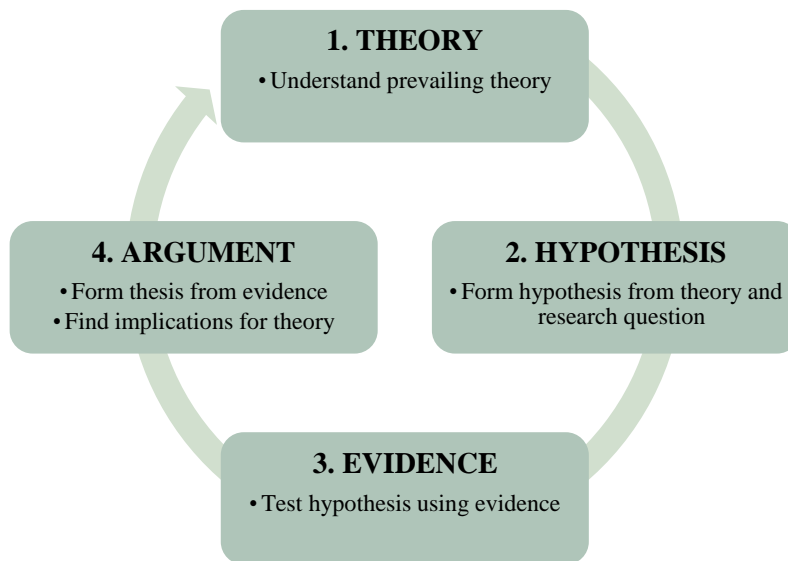 1. THEORY
• Understand prevailing theory
2. HYPOTHESIS
• Form hypothesis from theory and
research question
3. EVIDENCE
• Test hypothesis using evidence
4. ARGUMENT
• Form thesis from evidence
• Find implications for theory